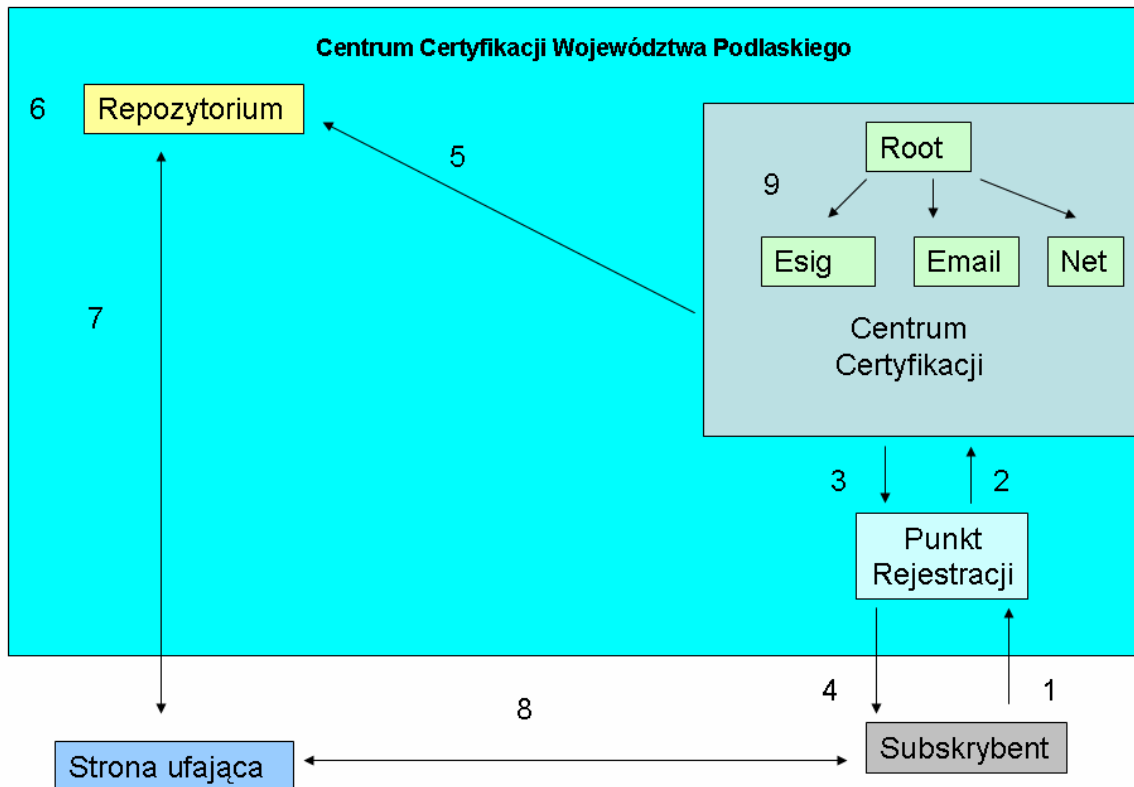 Centrum Certyfikacji Województwa Podlaskiego
6
Repozytorium
5
Root
9
Esig
Email
Net
Centrum
Certyfikacji
7
3
2
Punkt
Rejestracji
4
1
8
Subskrybent
Strona ufająca